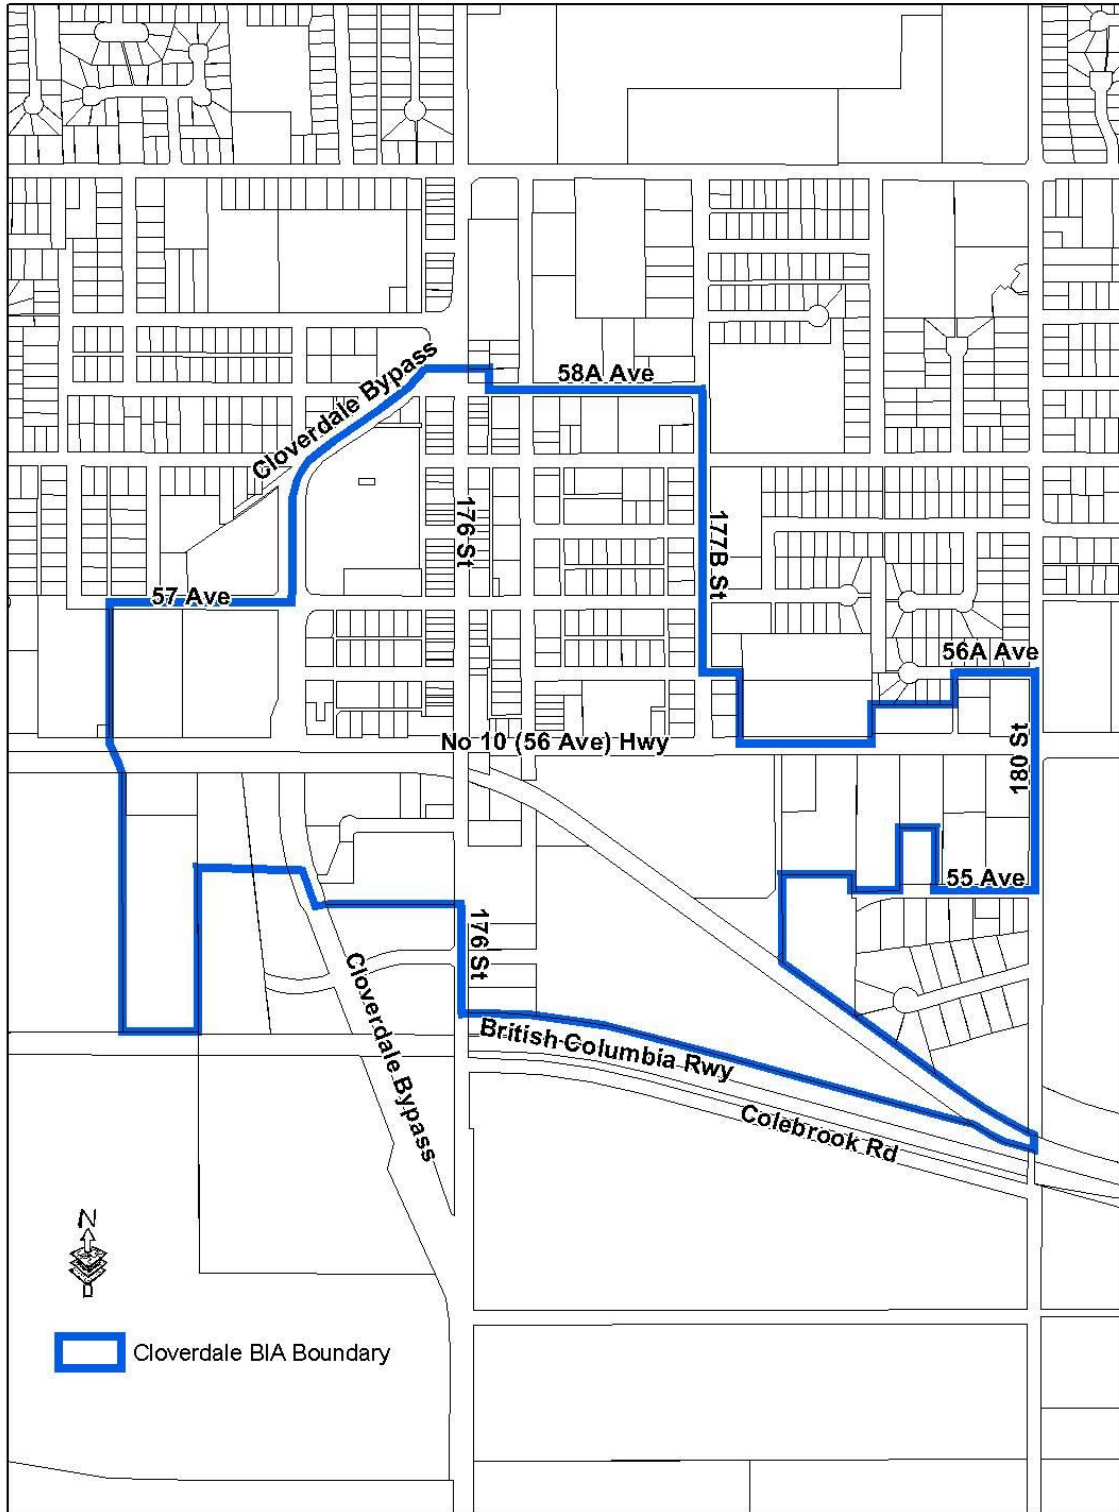 58A Ave
Cloverdale Bypass
176 St
177B St
57 Ave
56A Ave
No 10 (56 Ave) Hwy
180 St
55 Ave
176 St
Cloverdale Bypass
British Columbia Rwy
Colebrook Rd
N
Cloverdale BIA Boundary